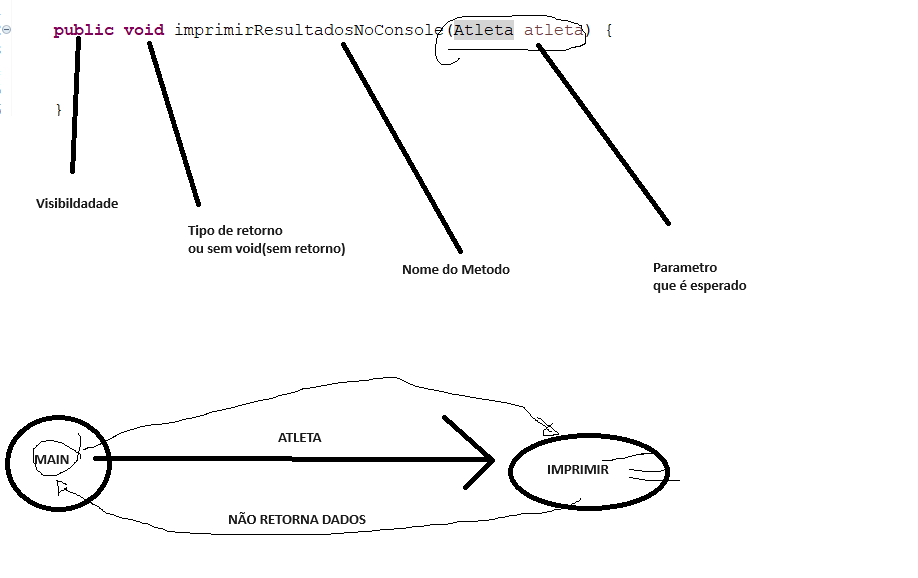 public void imprimirResultadosNoConsole(Atleta atleta) {
}
Visibildadade
Tipo de retorno
ou sem void(sem retorno)
Nome do Metodo
Parametro
que é esperado
ATLETA
MAIN
IMPRIMIR
NÃO RETORNA DADOS